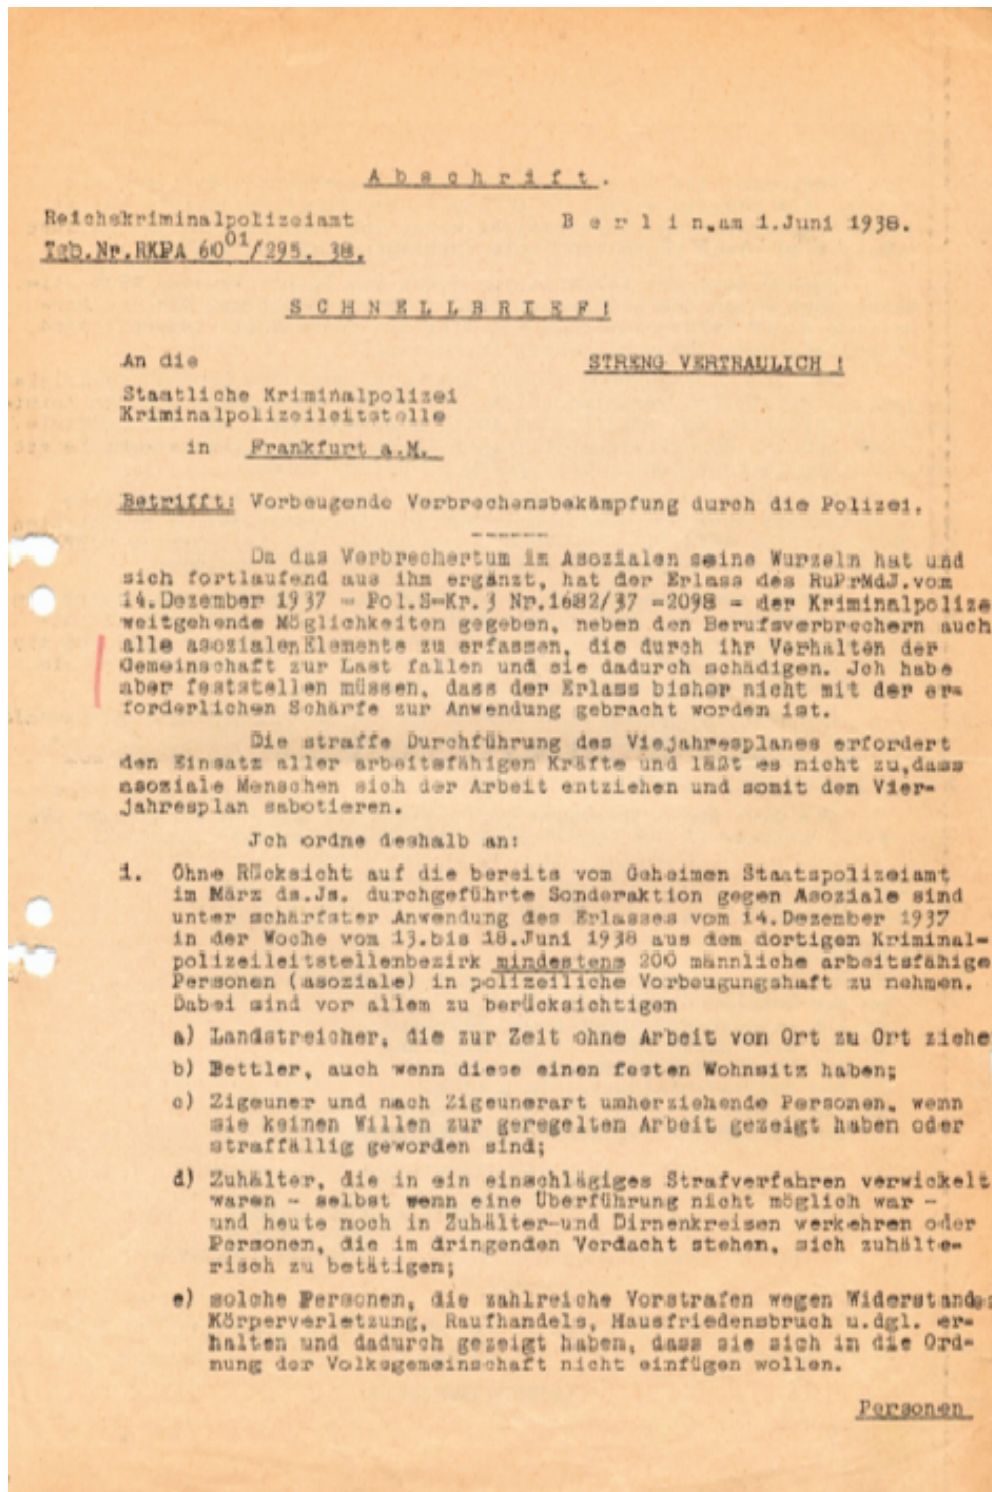 A b s c h r i f t .
Reichskriminalpolizeiamt
B e r l i n, am 1. Juni 1938.
Tgb.Nr.RKPA 60⁰¹/295. 38.
S C H N E L L B R I E F !
An die
STRENG VERTRAULICH !
Staatliche Kriminalpolizei
Kriminalpolizeileitstelle
in Frankfurt a.M.
Betrifft: Vorbeugende Verbrechensbekämpfung durch die Polizei.
-------
Da das Verbrechertum im Asozialen seine Wurzeln hat und
sich fortlaufend aus ihm ergänzt, hat der Erlass des RuPrMdJ.vom
14.Dezember 1937 - Pol.S-Kr.3 Nr.1682/37 -2098 - der Kriminalpolize
weitgehende Möglichkeiten gegeben, neben den Berufsverbrechern auch
alle asozialen Elemente zu erfassen, die durch ihr Verhalten der
Gemeinschaft zur Last fallen und sie dadurch schädigen. Jch habe
aber feststellen müssen, dass der Erlass bisher nicht mit der er=
forderlichen Schärfe zur Anwendung gebracht worden ist.
Die straffe Durchführung des Viejahresplanes erfordert
den Einsatz aller arbeitsfähigen Kräfte und läßt es nicht zu,dass
asoziale Menschen sich der Arbeit entziehen und somit den Vier-
jahresplan sabotieren.
Jch ordne deshalb an:
1. Ohne Rücksicht auf die bereits vom Geheimen Staatspolizeiamt
im März ds.Js. durchgeführte Sonderaktion gegen Asoziale sind
unter schärfster Anwendung des Erlasses vom 14.Dezember 1937
in der Woche vom 13.bis 18.Juni 1938 aus dem dortigen Kriminal-
polizeileitstellenbezirk mindestens 200 männliche arbeitsfähige
Personen (asoziale) in polizeiliche Vorbeugungshaft zu nehmen.
Dabei sind vor allem zu berücksichtigen
a) Landstreicher, die zur Zeit ohne Arbeit von Ort zu Ort ziehe
b) Bettler, auch wenn diese einen festen Wohnsitz haben;
c) Zigeuner und nach Zigeunerart umherziehende Personen, wenn
sie keinen Willen zur geregelten Arbeit gezeigt haben oder
straffällig geworden sind;
d) Zuhälter, die in ein einschlägiges Strafverfahren verwickelt
waren - selbst wenn eine Überführung nicht möglich war -
und heute noch in Zuhälter-und Dirnenkreisen verkehren oder
Personen, die im dringenden Verdacht stehen, sich zuhälte-
risch zu betätigen;
e) solche Personen, die zahlreiche Vorstrafen wegen Widerstandes
Körperverletzung, Raufhandels, Hausfriedensbruch u.dgl. er-
halten und dadurch gezeigt haben, dass sie sich in die Ord-
nung der Volksgemeinschaft nicht einfügen wollen.
Personen